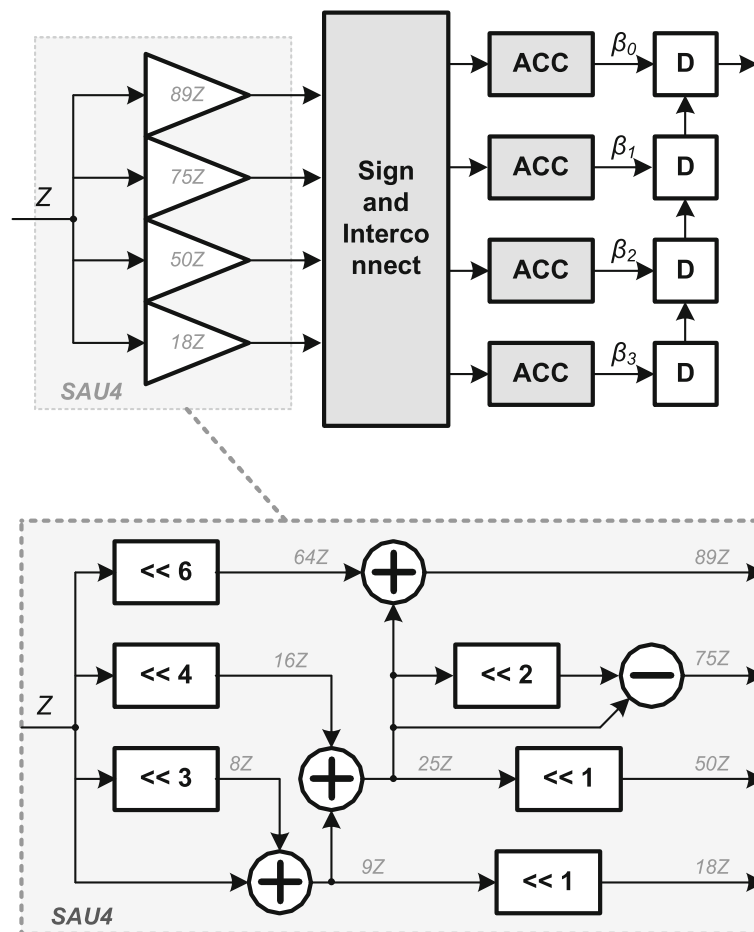 Z
89Z
75Z
50Z
18Z
SAU4
Sign
and
Interco
nnect
ACC
β0
D
ACC
β1
D
ACC
β2
D
ACC
β3
D
Z
<< 6
64Z
89Z
<< 4
16Z
<< 2
75Z
<< 3
8Z
25Z
<< 1
50Z
9Z
<< 1
18Z
SAU4